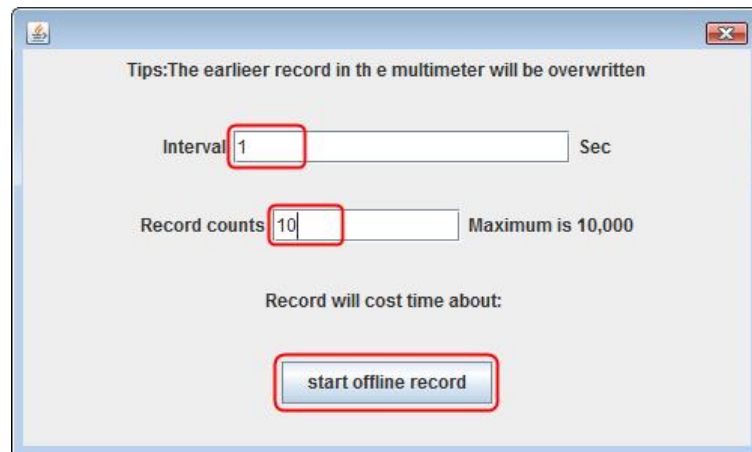 Tips:The earlieer record in th e multimeter will be overwritten
Interval 1 Sec
Record counts 10 Maximum is 10,000
Record will cost time about:
start offline record